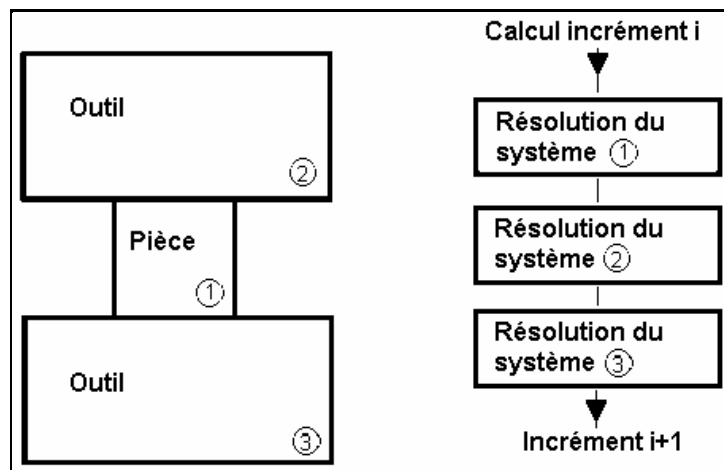 Outil
②
Pièce
①
Outil
③
Calcul incrément i
Résolution du
système ①
Résolution du
système ②
Résolution du
système ③
Incrément i+1